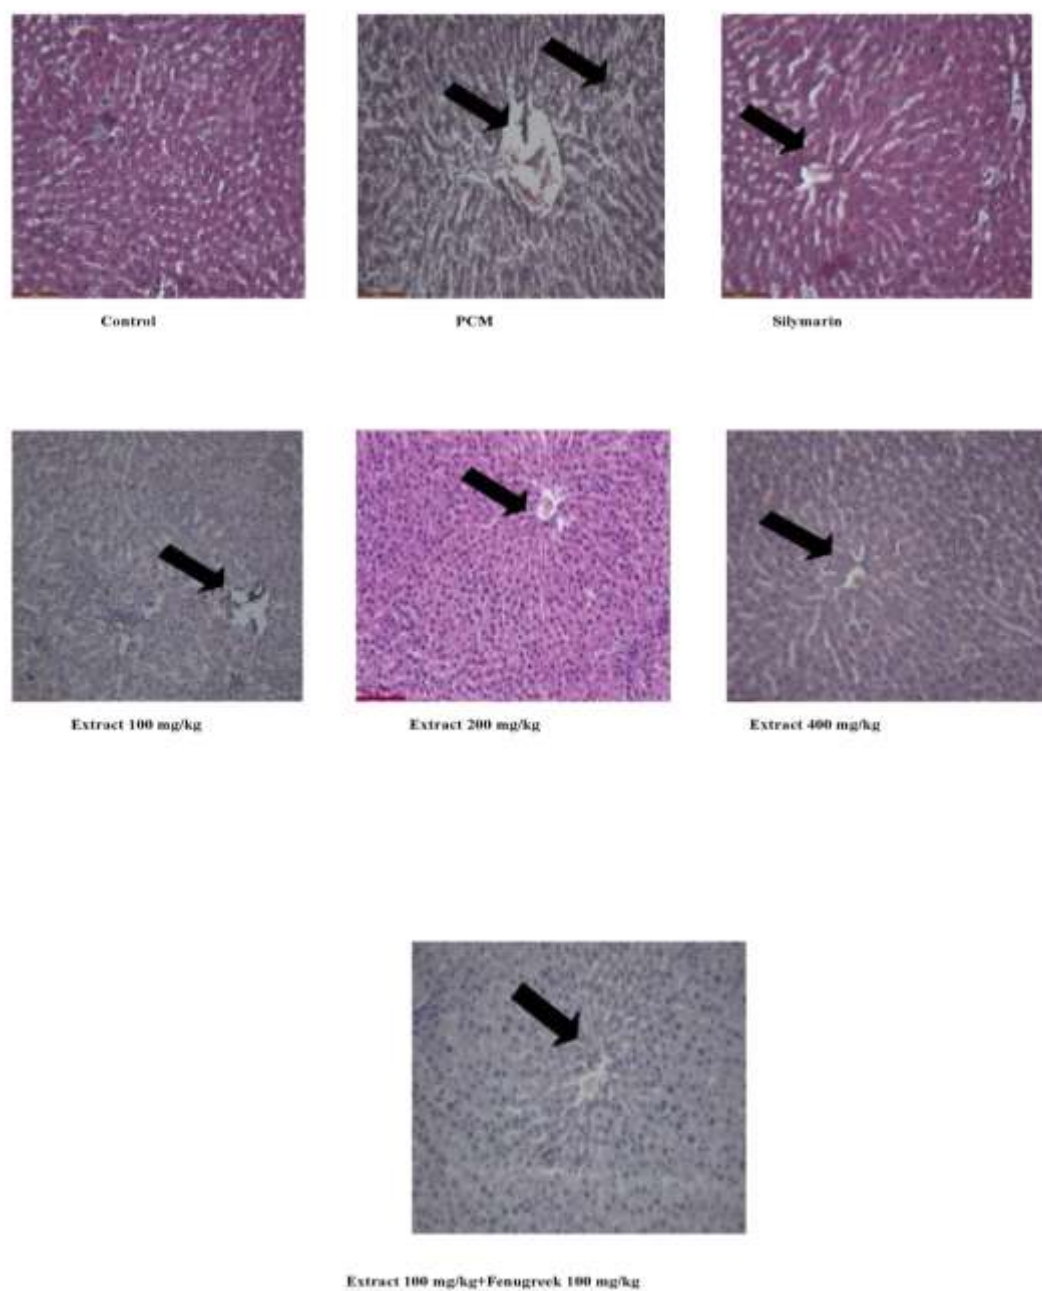 Control
PCM
Silymarin
Extract 100 mg/kg
Extract 200 mg/kg
Extract 400 mg/kg
Extract 100 mg/kg+Fenugreek 100 mg/kg